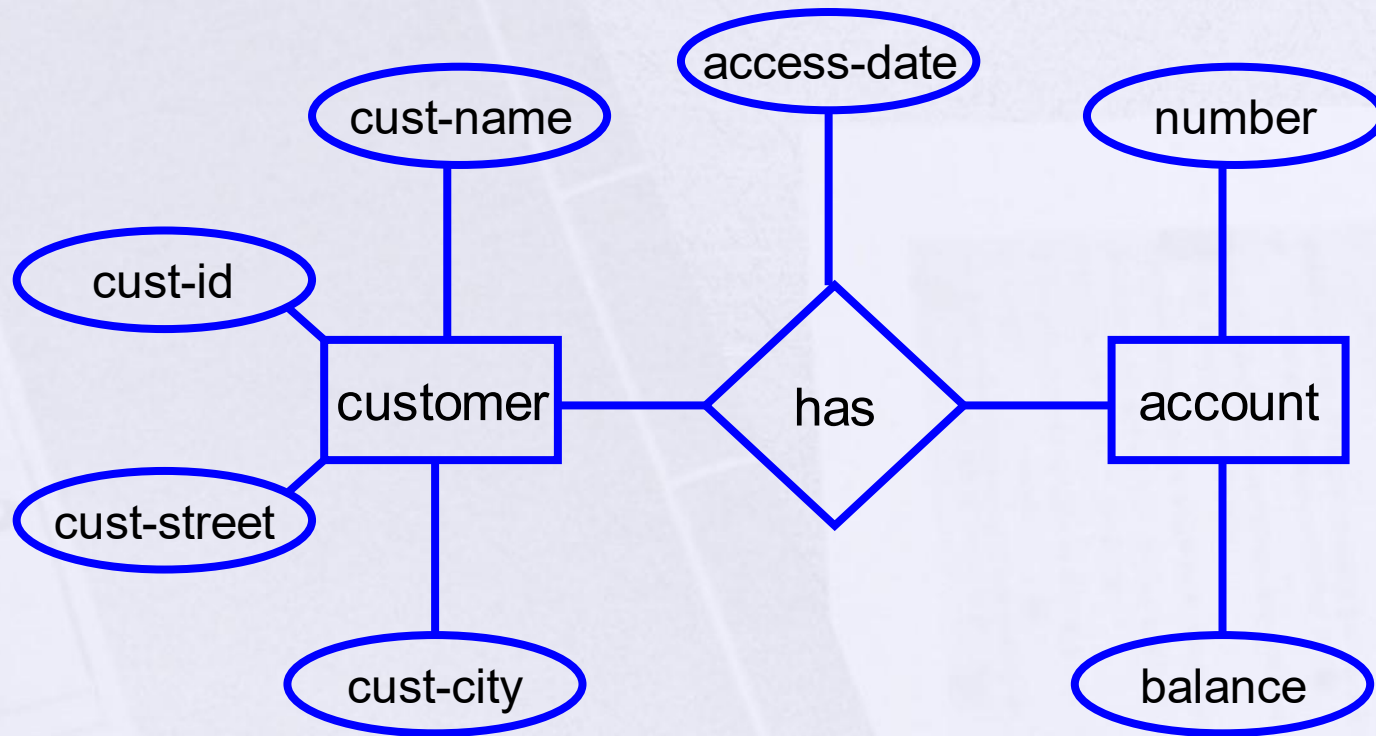 access-date
cust-name
number
cust-id
customer
has
account
cust-street
cust-city
balance